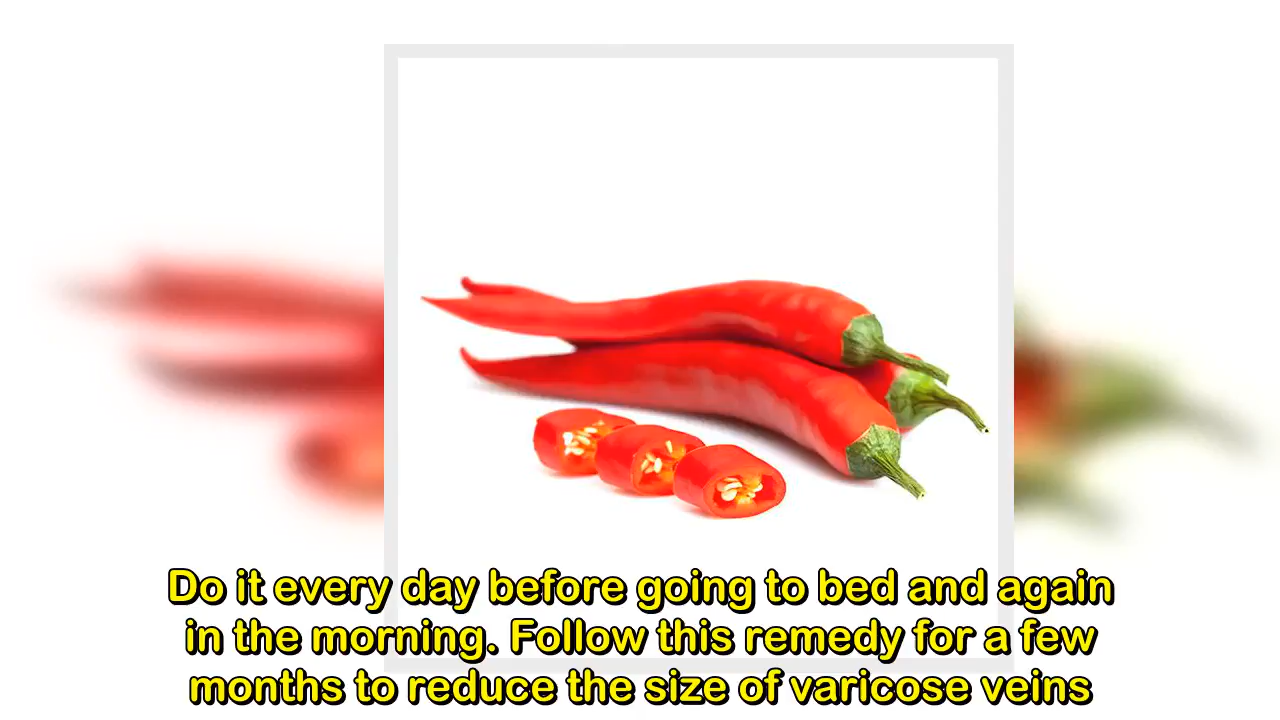 Do it every day before going to bed and again
in the morning. Follow this remedy for a few
months to reduce the size of varicose veins